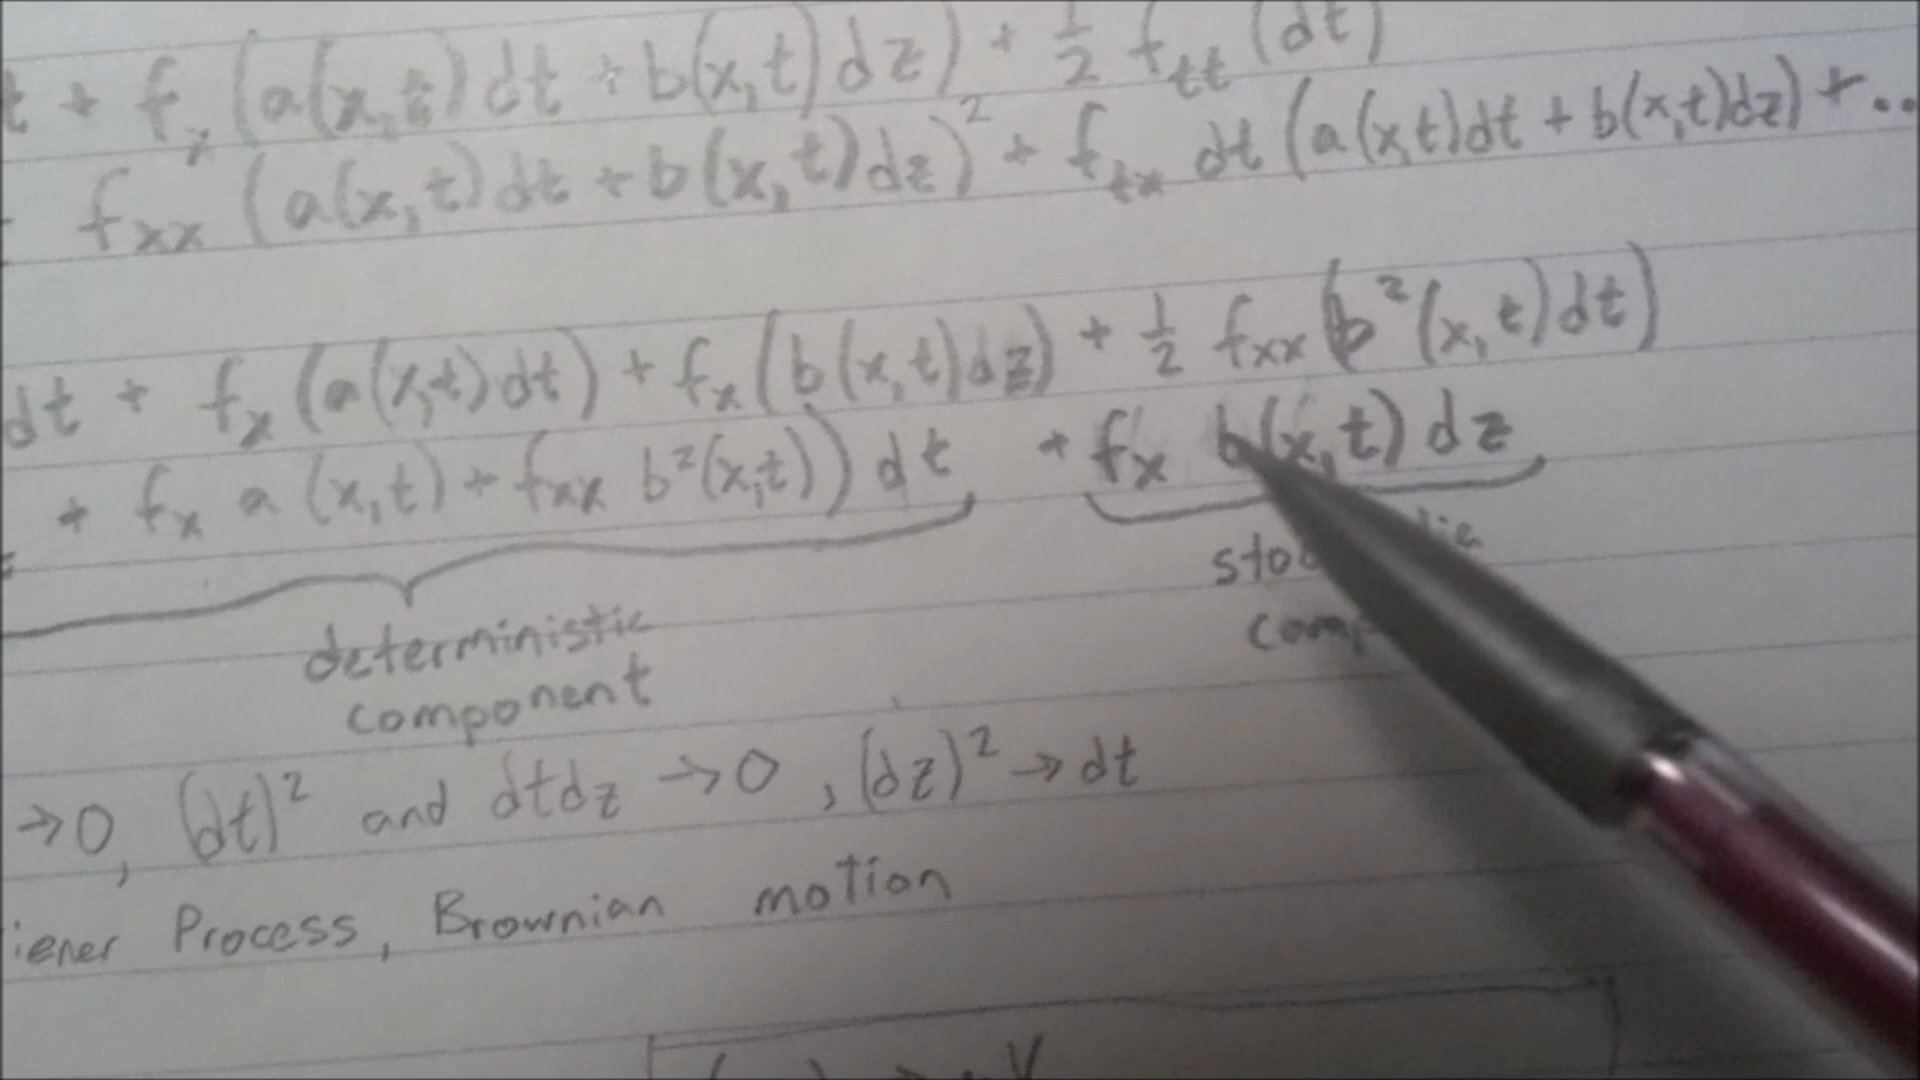 t + fx (a(x,t) dt + b(x,t) dz) + 1/2 ftt (dt)
fxx (a(x,t) dt + b(x,t) dz)² + ftx dt (a(x,t)dt + b(x,t)dz) + ..
dt + fx (a(x,t) dt) + fx (b(x,t)dz) + 1/2 fxx (b²(x,t) dt)
+ fx a (x,t) + fxx b²(x,t)) dt + fx b(x,t) dz
deterministic
component
→0, (dt)² and dtdz →0, (dz)² → dt
iener Process, Brownian motion